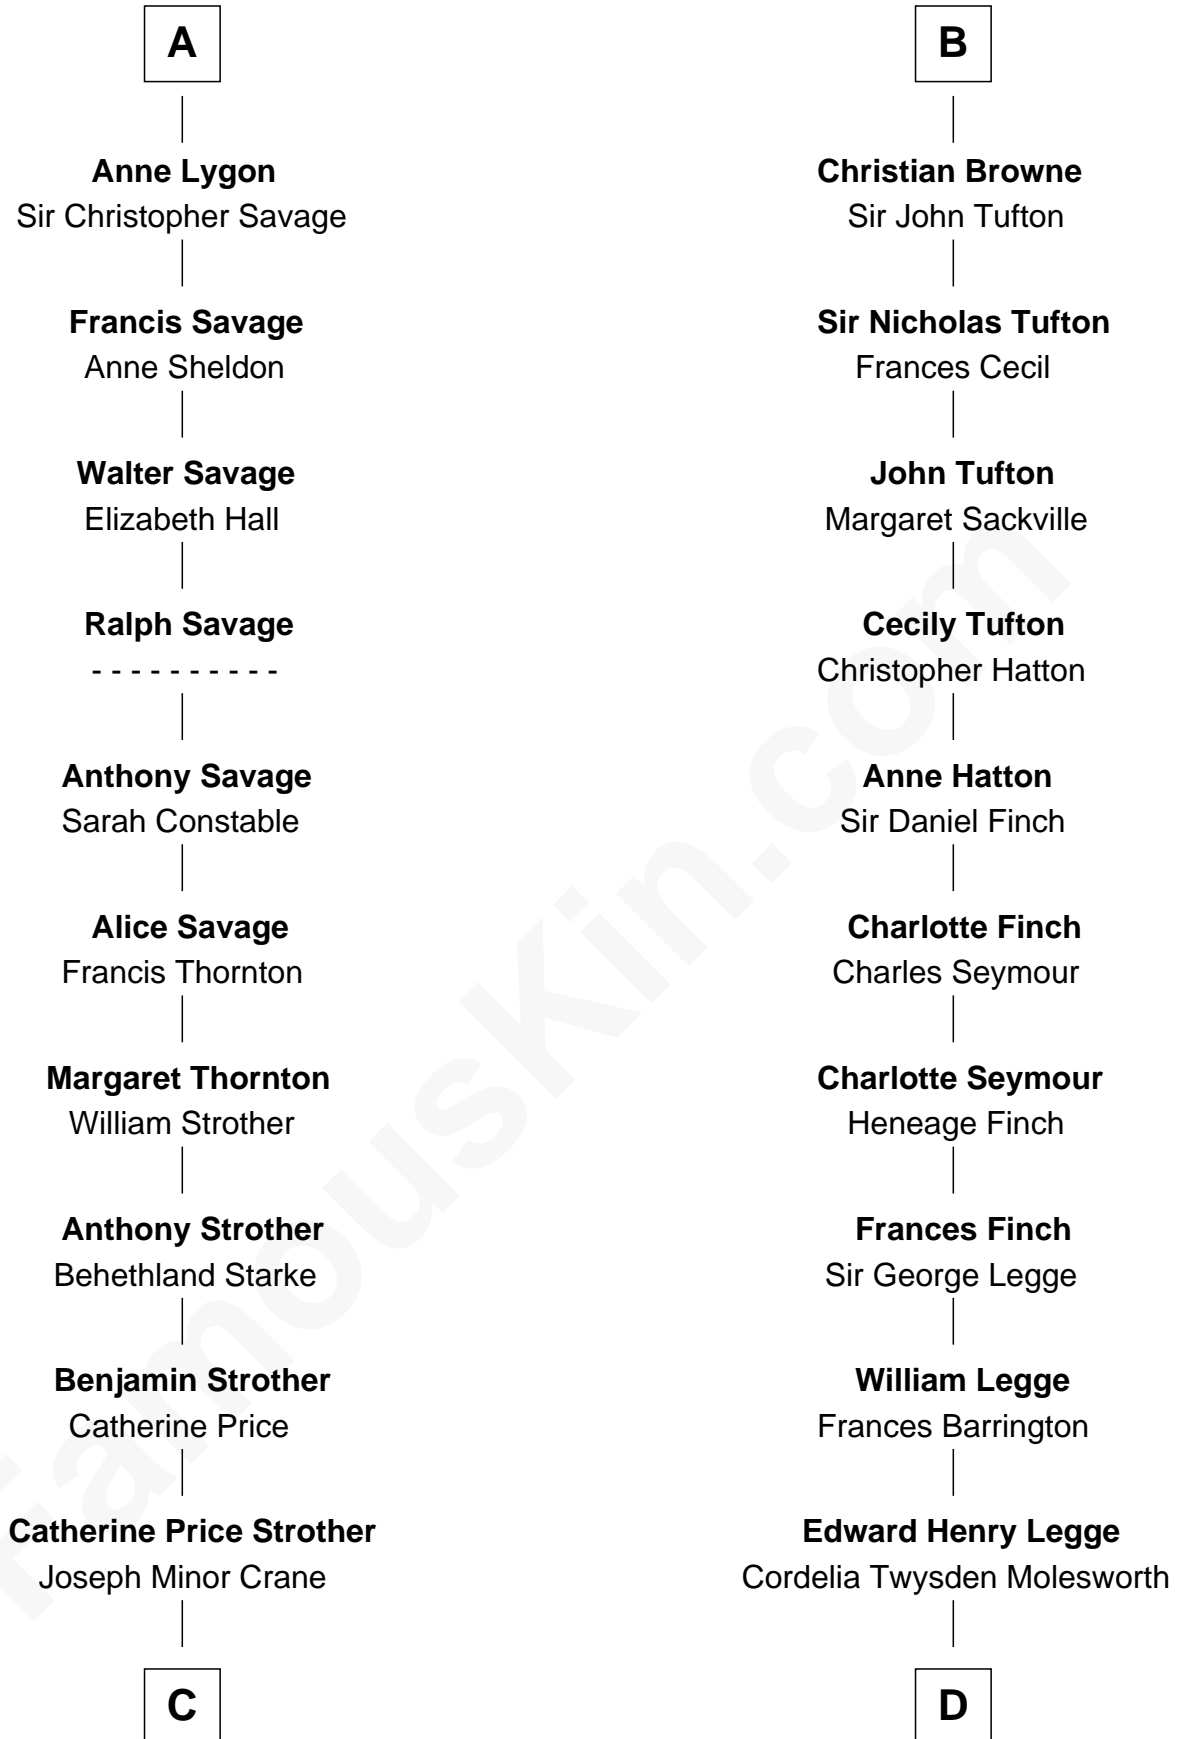 A
Anne Lygon
Sir Christopher Savage
Francis Savage
Anne Sheldon
Walter Savage
Elizabeth Hall
Ralph Savage
- - - - - - - - - -
Anthony Savage
Sarah Constable
Alice Savage
Francis Thornton
Margaret Thornton
William Strother
Anthony Strother
Behethland Starke
Benjamin Strother
Catherine Price
Catherine Price Strother
Joseph Minor Crane
C
B
Christian Browne
Sir John Tufton
Sir Nicholas Tufton
Frances Cecil
John Tufton
Margaret Sackville
Cecily Tufton
Christopher Hatton
Anne Hatton
Sir Daniel Finch
Charlotte Finch
Charles Seymour
Charlotte Seymour
Heneage Finch
Frances Finch
Sir George Legge
William Legge
Frances Barrington
Edward Henry Legge
Cordelia Twysden Molesworth
D
FamousKin.com